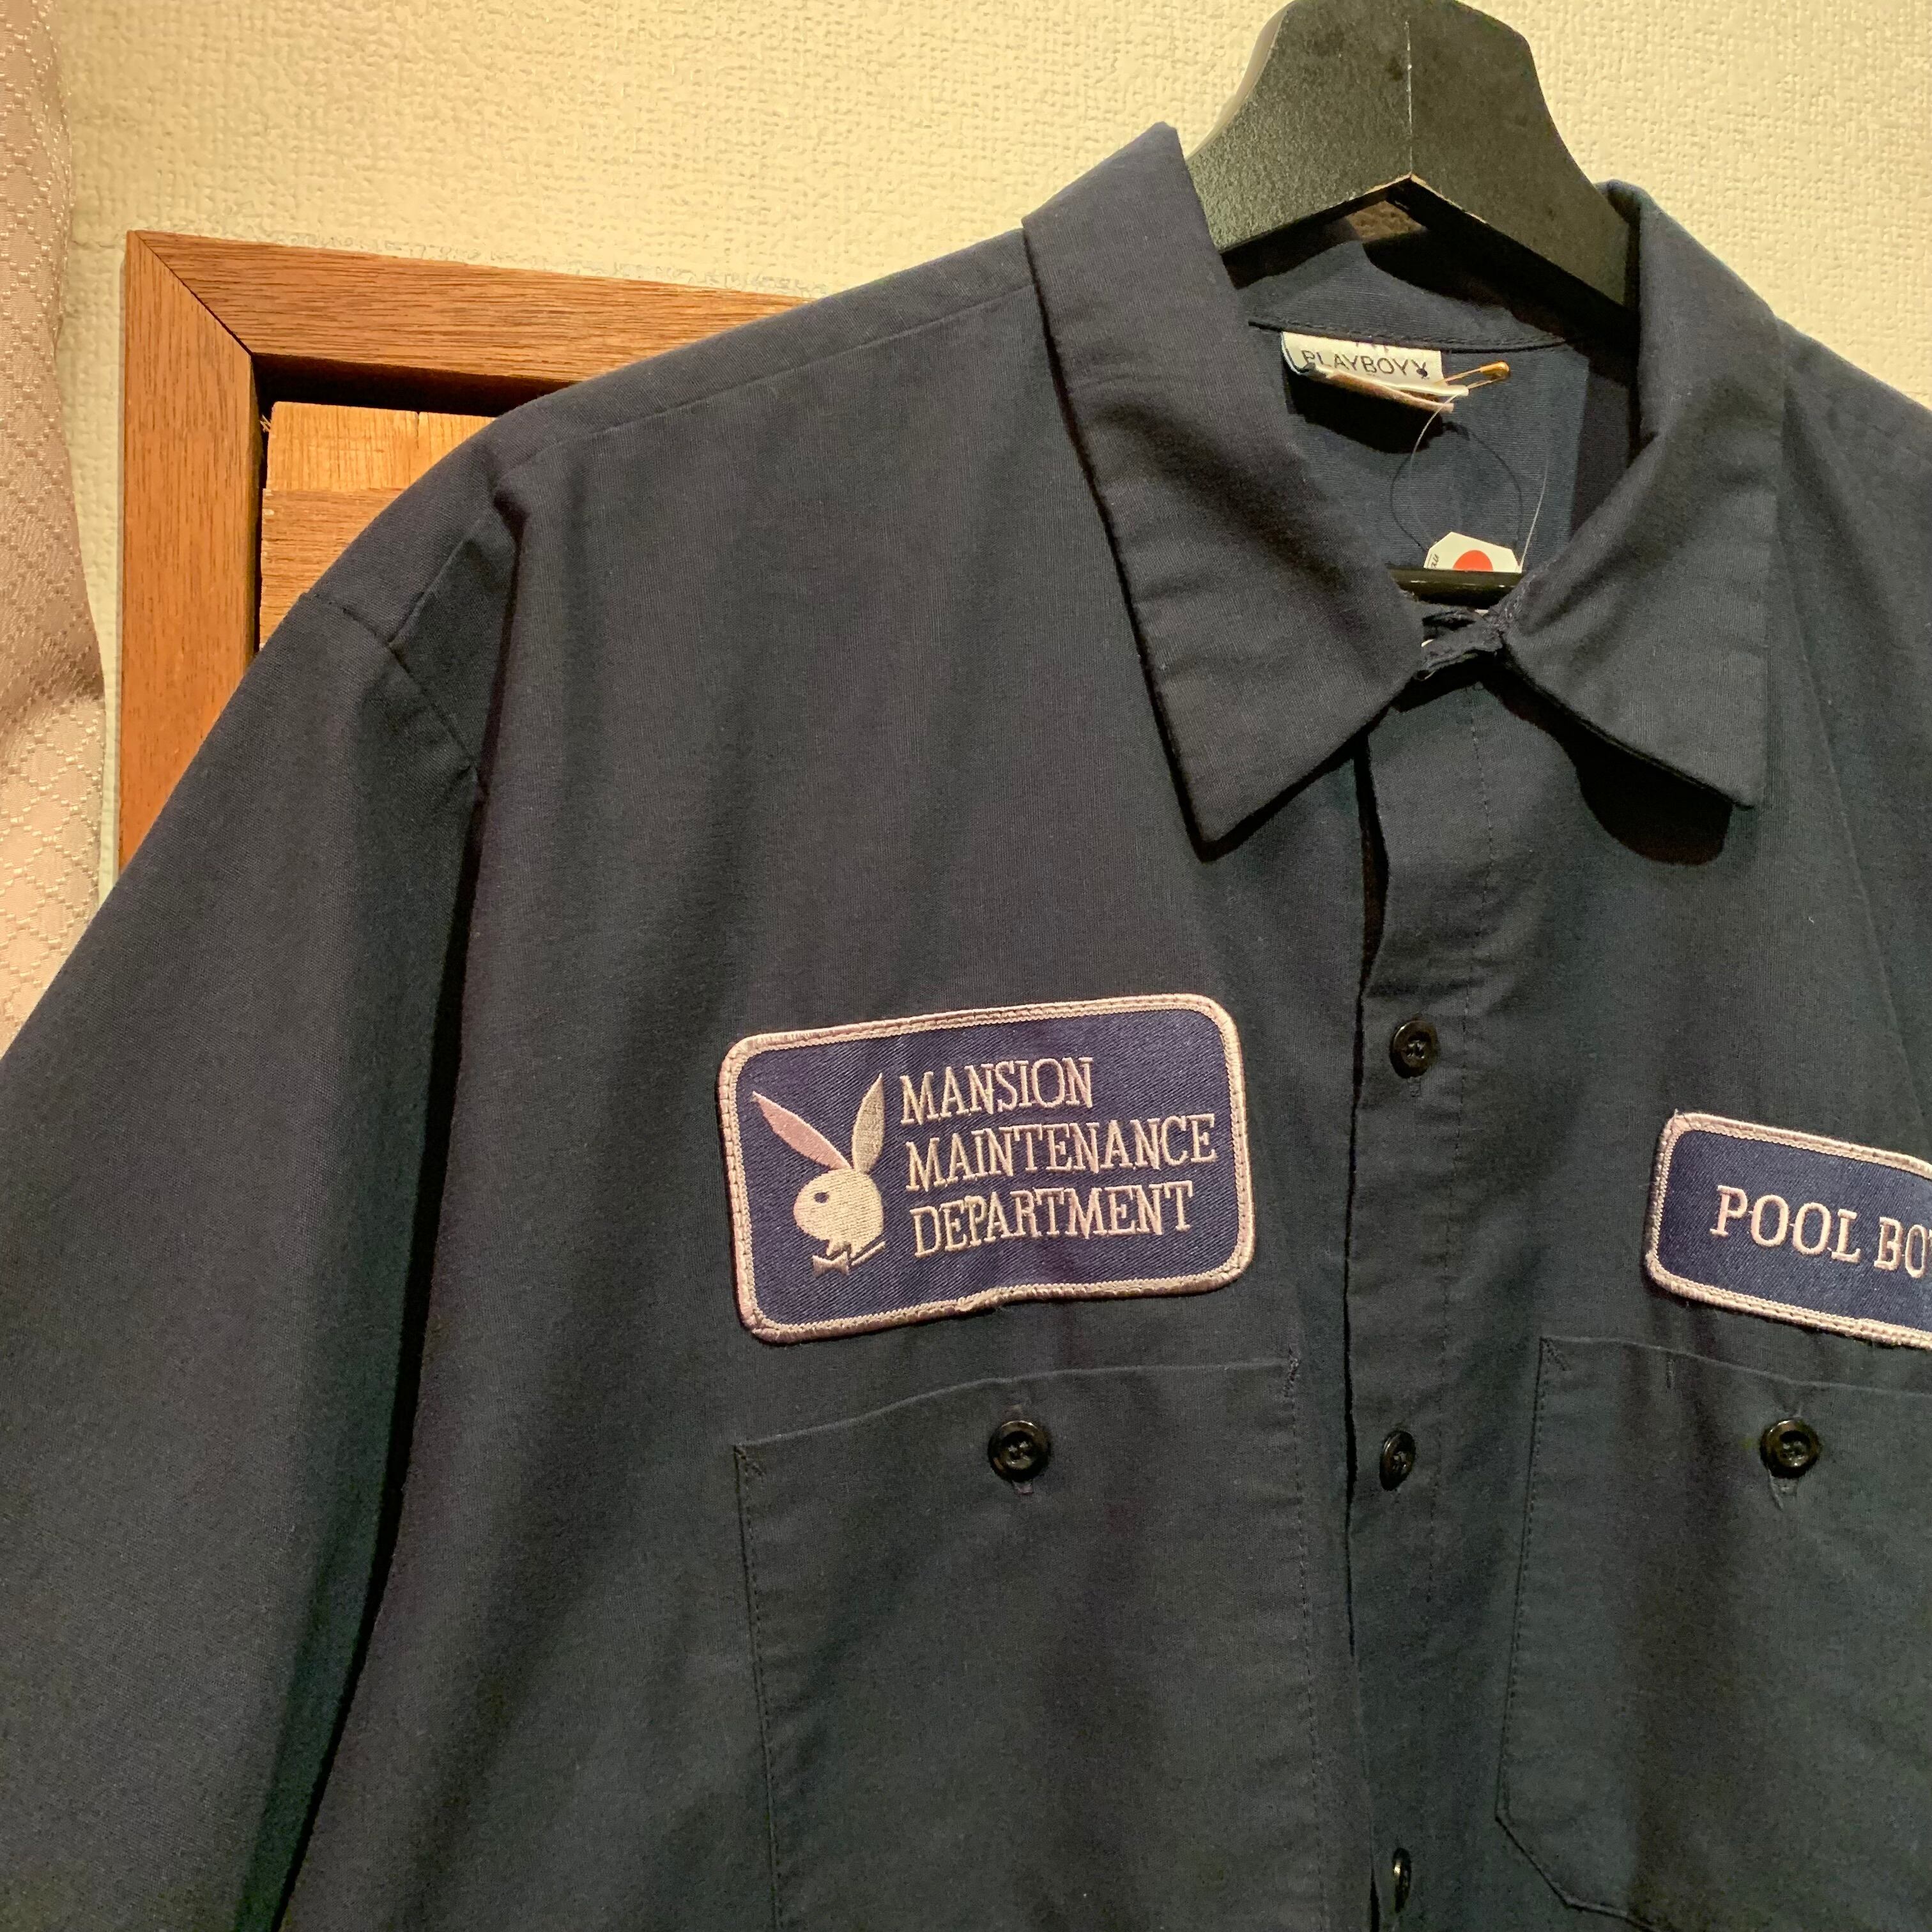 PLAYBOY
MANSION
MAINTENANCE
DEPARTMENT
POOL BO